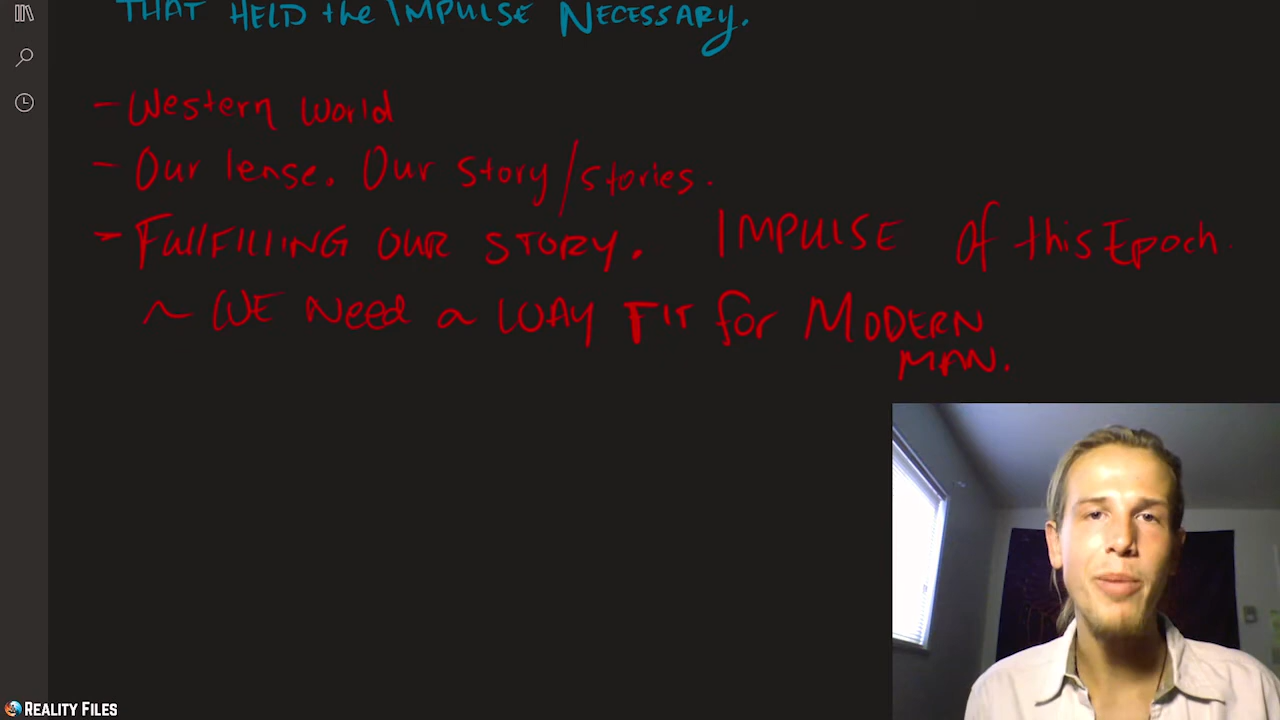 THAT HELD the IMPULSE NECESSARY.
- Western World
- Our lense. Our story/stories.
- FullFILLING OUR STORY. IMPULSE Of this Epoch.
~ WE Need a WAY FIT for MODERN
MAN.
REALITY FILES